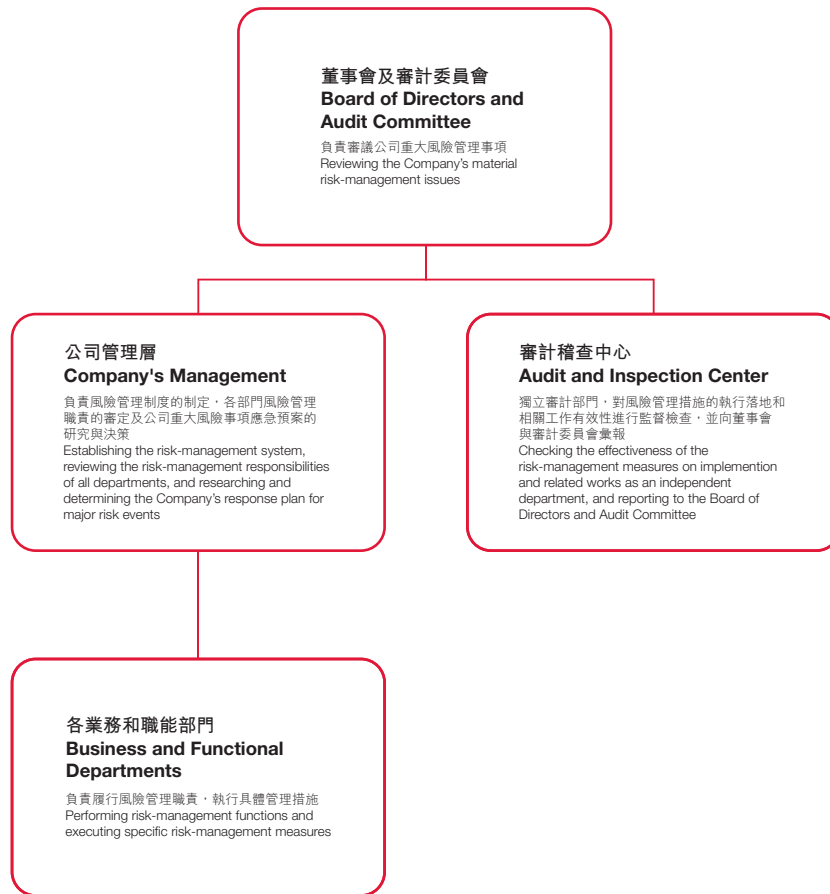 董事會及審計委員會
Board of Directors and
Audit Committee
負責審議公司重大風險管理事項
Reviewing the Company's material
risk-management issues
公司管理層
Company's Management
負責風險管理制度的制定，各部門風險管理
職責的審定及公司重大風險事項應急預案的
研究與決策
Establishing the risk-management system,
reviewing the risk-management responsibilities
of all departments, and researching and
determining the Company's response plan for
major risk events
審計稽查中心
Audit and Inspection Center
獨立審計部門，對風險管理措施的執行落地和
相關工作有效性進行監督檢查，並向董事會
與審計委員會彙報
Checking the effectiveness of the
risk-management measures on implemention
and related works as an independent
department, and reporting to the Board of
Directors and Audit Committee
各業務和職能部門
Business and Functional
Departments
負責履行風險管理職責，執行具體管理措施
Performing risk-management functions and
executing specific risk-management measures